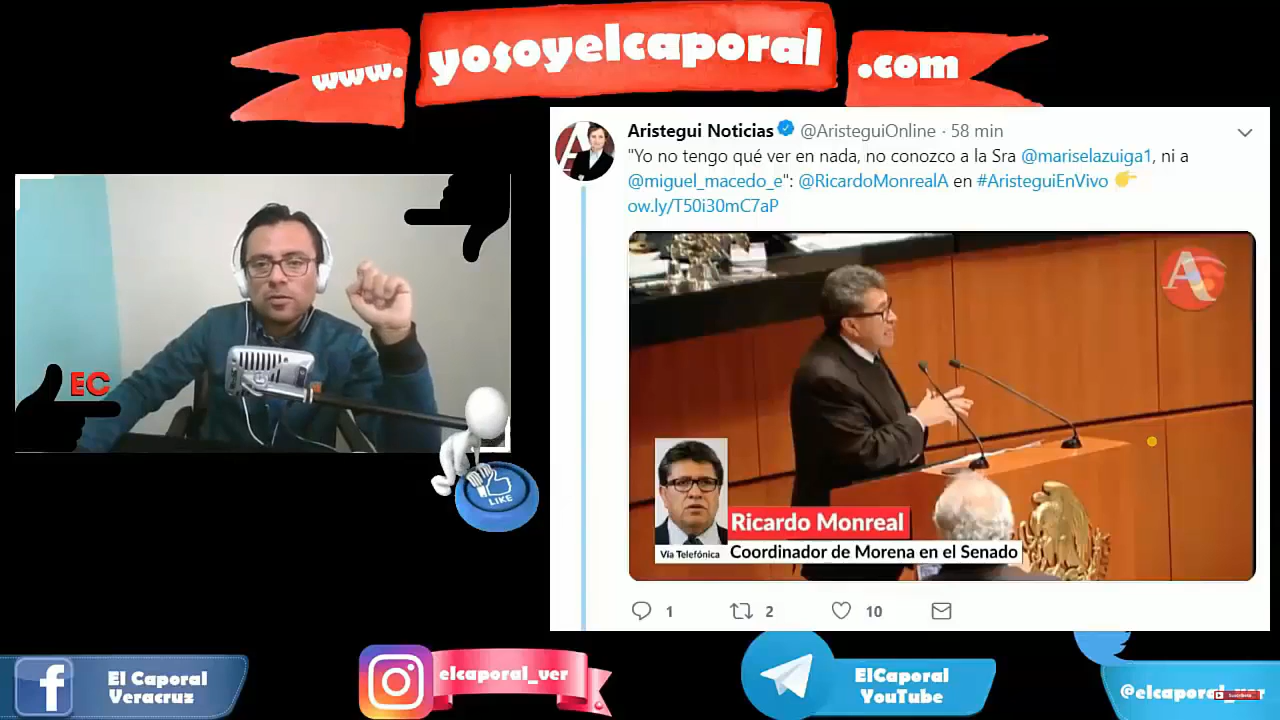 www. yosoyelcaporal .com
Aristegui Noticias @AristeguiOnline · 58 min
"Yo no tengo qué ver en nada, no conozco a la Sra @mariselazuiga1, ni a
@miguel_macedo_e": @RicardoMonrealA en #AristeguiEnVivo
ow.ly/T50i30mC7aP
EC
LIKE
A
Ricardo Monreal
Vía Telefónica
Coordinador de Morena en el Senado
1 2 10
El Caporal
Veracruz
elcaporal_ver
ElCaporal
YouTube
@elcaporal_ver